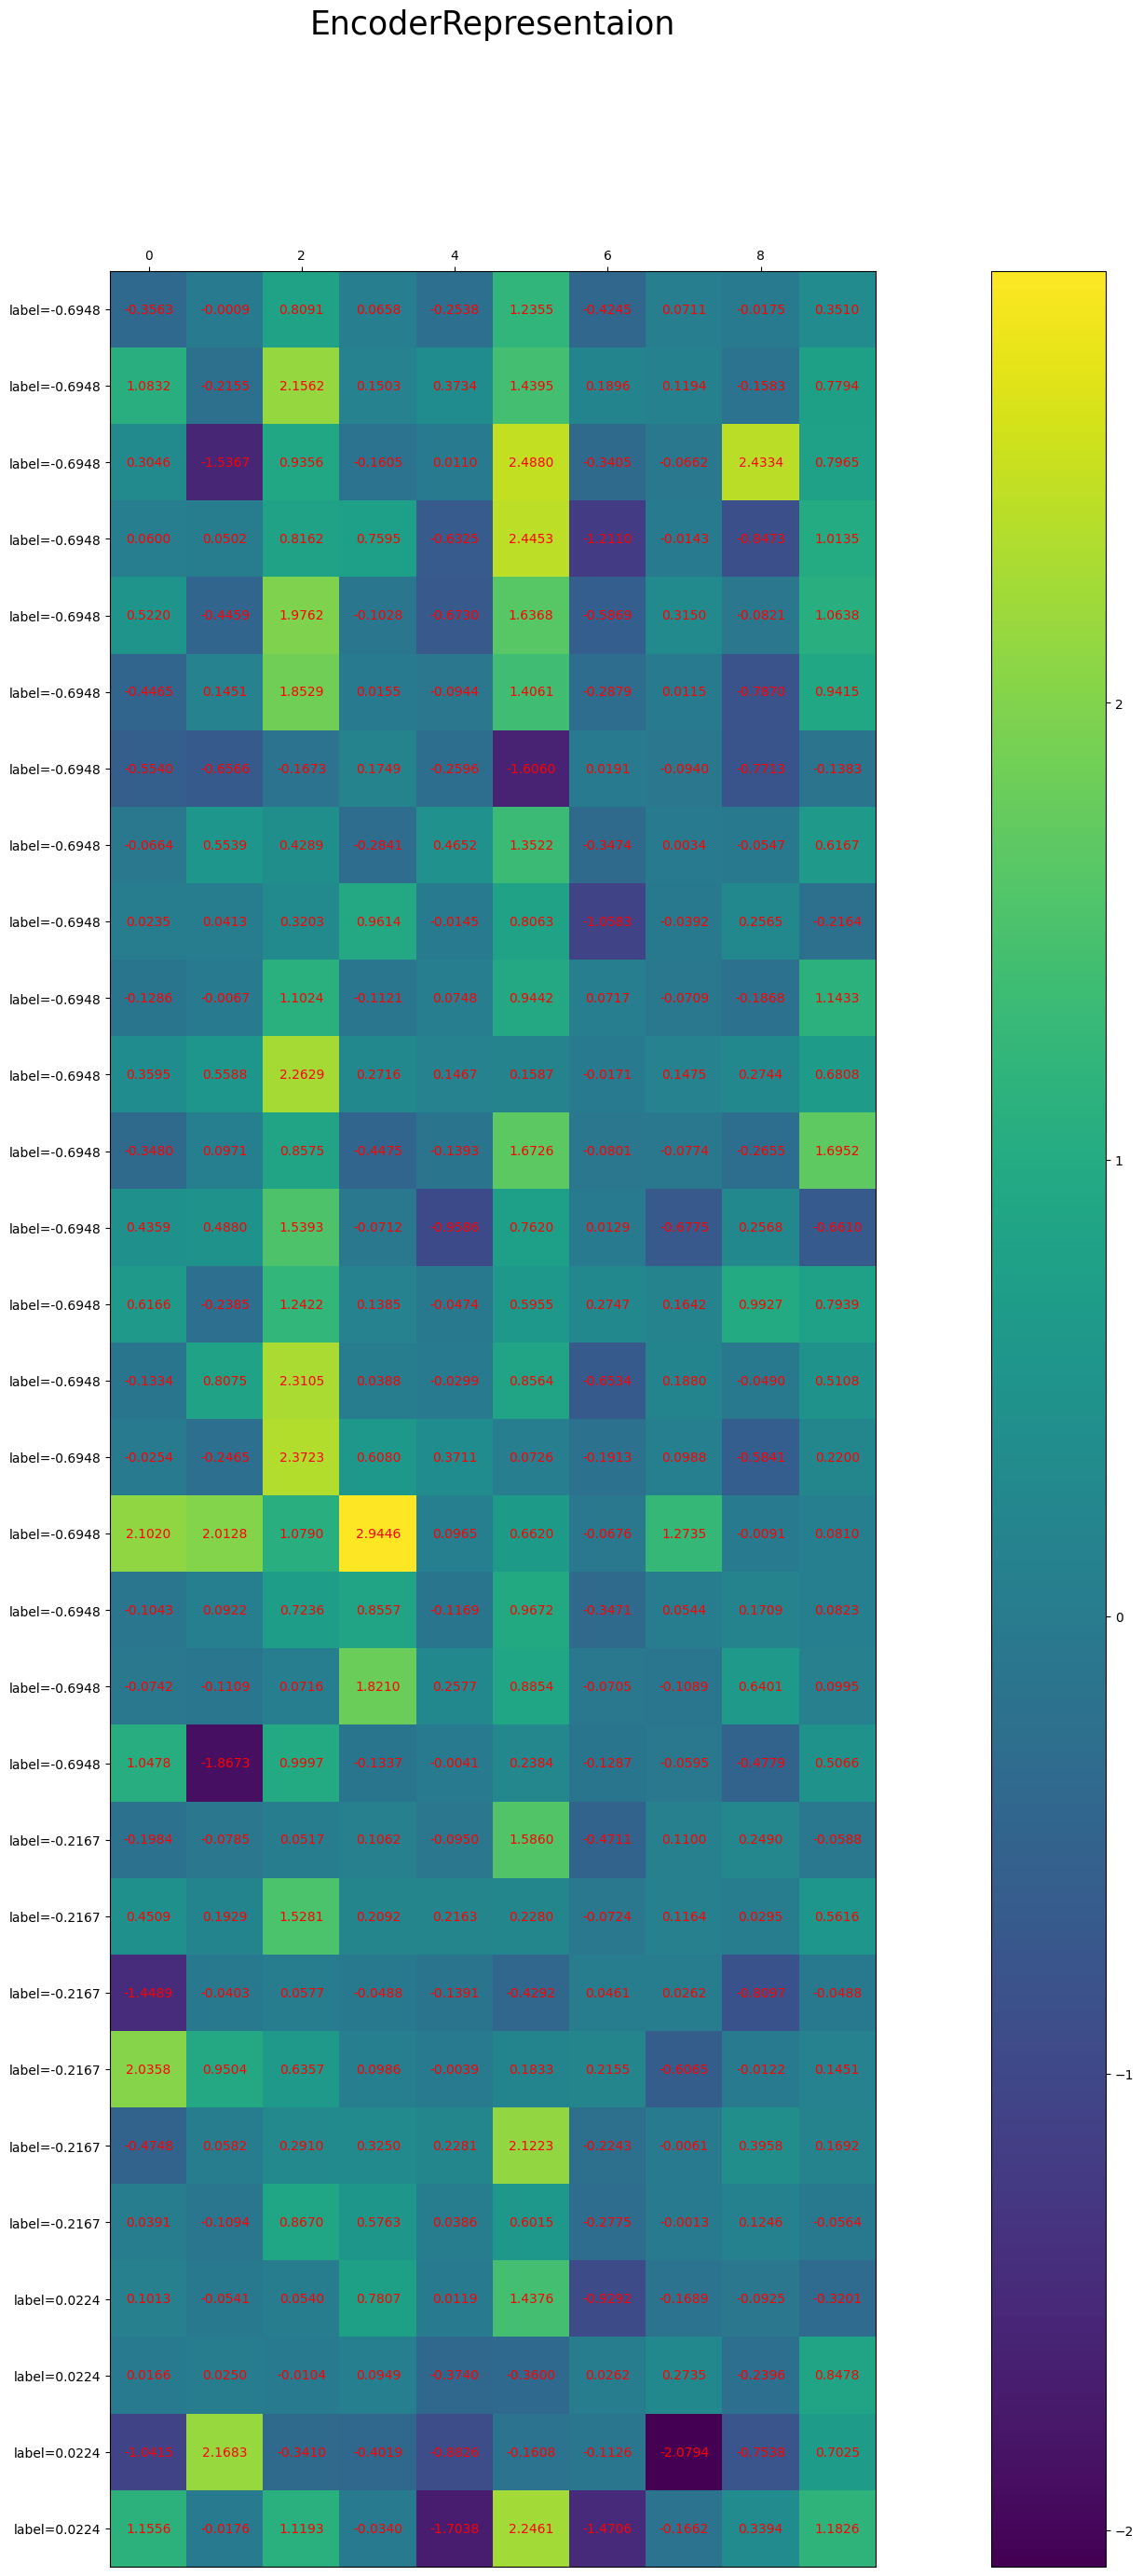 EncoderRepresentaion
0 2 4 6 8
label=-0.6948 -0.3563 -0.0009 0.8091 0.0658 -0.2538 1.2355 -0.4245 0.0711 -0.0175 0.3510
label=-0.6948 1.0832 -0.2155 2.1562 0.1503 0.3734 1.4395 0.1896 0.1194 -0.1583 0.7794
label=-0.6948 0.3046 -1.5367 0.9356 -0.1605 0.0110 2.4880 -0.3405 -0.0662 2.4334 0.7965
label=-0.6948 0.0600 0.0502 0.8162 0.7595 -0.6325 2.4453 -1.2110 -0.0143 -0.8473 1.0135
label=-0.6948 0.5220 -0.4459 1.9762 -0.1028 -0.6738 1.6368 -0.5869 0.3150 -0.0821 1.0638
label=-0.6948 -0.4465 0.1451 1.8529 0.0155 -0.0944 1.4061 -0.2879 0.0115 -0.7870 0.9415
label=-0.6948 -0.5540 -0.6566 -0.1673 0.1749 -0.2596 -1.6060 0.0191 -0.0940 -0.7713 -0.1383
label=-0.6948 -0.0664 0.5539 0.4289 -0.2841 0.4652 1.3522 -0.3474 0.0034 -0.0547 0.6167
label=-0.6948 0.0235 0.0413 0.3203 0.9614 -0.0145 0.8063 -0.0392 0.2565 -0.2164
label=-0.6948 -0.1286 -0.0067 1.1024 -0.1121 0.0748 0.9442 0.0717 -0.0709 -0.1868 1.1433
label=-0.6948 0.3595 0.5588 2.2629 0.2716 0.1467 0.1587 -0.0171 0.1475 0.2744 0.6808
label=-0.6948 -0.3480 0.0971 0.8575 -0.4475 -0.1393 1.6726 -0.0801 -0.0774 -0.2655 1.6952
label=-0.6948 0.4359 0.4880 1.5393 -0.0712 0.7620 0.0129 -0.6775 0.2568 -0.6610
label=-0.6948 0.6166 -0.2385 1.2422 0.1385 -0.0474 0.5955 0.2747 0.1642 0.9927 0.7939
label=-0.6948 -0.1334 0.8075 2.3105 0.0388 -0.0299 0.8564 -0.6534 0.1880 -0.0490 0.5108
label=-0.6948 -0.0254 -0.2465 2.3723 0.6080 0.3711 0.0726 -0.1913 0.0988 -0.5841 0.2200
label=-0.6948 2.1020 2.0128 1.0790 2.9446 0.0965 0.6620 -0.0676 1.2735 -0.0091 0.0810
label=-0.6948 -0.1043 0.0922 0.7236 0.8557 -0.1169 0.9672 -0.3471 0.0544 0.1709 0.0823
label=-0.6948 -0.0742 -0.1109 0.0716 1.8210 0.2577 0.8854 -0.0705 -0.1089 0.6401 0.0995
label=-0.6948 1.0478 -1.8673 0.9997 -0.1337 -0.0041 0.2384 -0.1287 -0.0595 -0.4779 0.5066
label=-0.2167 -0.1984 -0.0785 0.0517 0.1062 -0.0950 1.5860 -0.4711 0.1100 0.2490 -0.0588
label=-0.2167 0.4509 0.1929 1.5281 0.2092 0.2163 0.2280 -0.0724 0.1164 0.0295 0.5616
label=-0.2167 -1.4489 -0.0403 0.0577 -0.0488 -0.1391 -0.4292 0.0461 0.0262 -0.0488
label=-0.2167 2.0358 0.9504 0.6357 0.0986 -0.0039 0.1833 0.2155 -0.6065 -0.0122 0.1451
label=-0.2167 -0.4748 0.0582 0.2910 0.3250 0.2281 2.1223 -0.2243 -0.0061 0.3958 0.1692
label=-0.2167 0.0391 -0.1094 0.8670 0.5763 0.0386 0.6015 -0.2775 -0.0013 0.1246 -0.0564
label=0.0224 0.1013 -0.0541 0.0540 0.7807 0.0119 1.4376 -0.1689 -0.0925 -0.3201
label=0.0224 0.0166 0.0250 -0.0104 0.0949 -0.3740 -0.3600 0.0262 0.2735 -0.2396 0.8478
label=0.0224 2.1683 -0.3410 -0.4019 -0.1608 -0.1126 -2.0794 -0.7530 0.7025
label=0.0224 1.1556 -0.0176 1.1193 -0.0340 -1.7038 2.2461 -1.4706 -0.1662 0.3394 1.1826
2
1
0
−1
−2